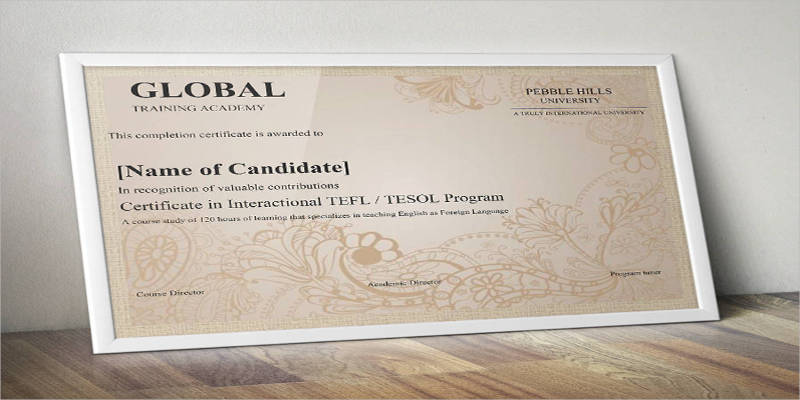 GLOBAL
TRAINING ACADEMY
PEBBLE HILLS
UNIVERSITY
A TRULY INTERNATIONAL UNIVERSITY
This completion certificate is awarded to
[Name of Candidate]
In recognition of valuable contributions
Certificate in Interactional TEFL / TESOL Program
A course study of 120 hours of learning that specializes in teaching English as Foreign Language
Course Director
Academic Director
Program